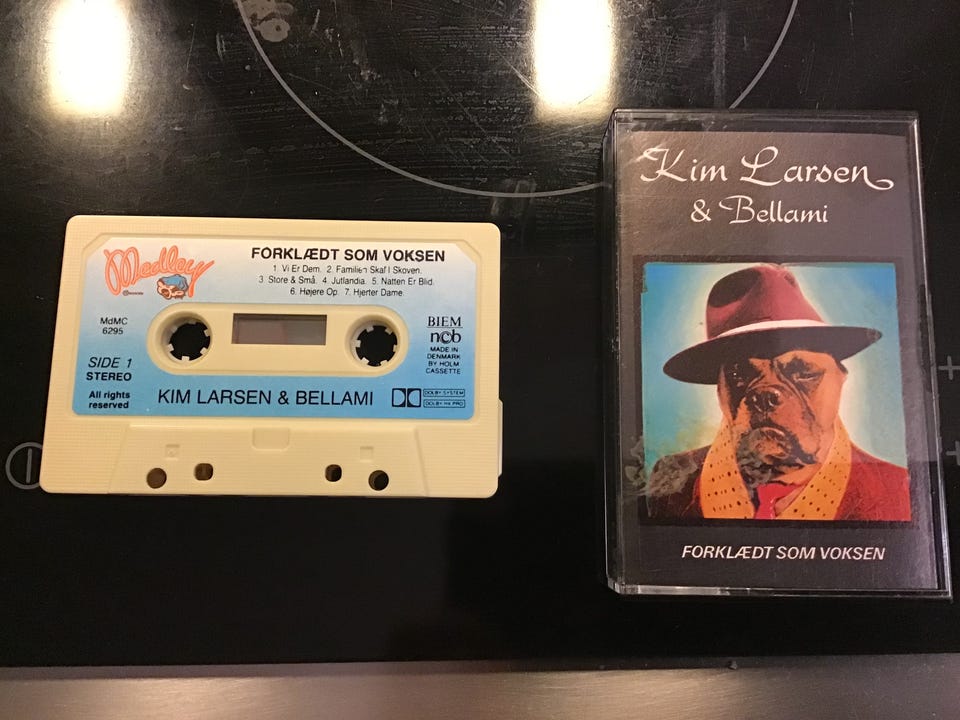 Medley
FORKLÆDT SOM VOKSEN
1. Vi Er Dem. 2. Familien Skaf I Skoven.
3. Store & Små. 4. Jutlandia. 5. Natten Er Blid.
6. Højere Op. 7. Hjerter Dame.
MdMC
6295
SIDE 1
STEREO
All rights
reserved
BIEM
ncb
MADE IN
DENMARK
BY HOLM
CASSETTE
KIM LARSEN & BELLAMI
DOLBY SYSTEM
DOLBY HX PRO
Kim Larsen
& Bellami
FORKLÆDT SOM VOKSEN